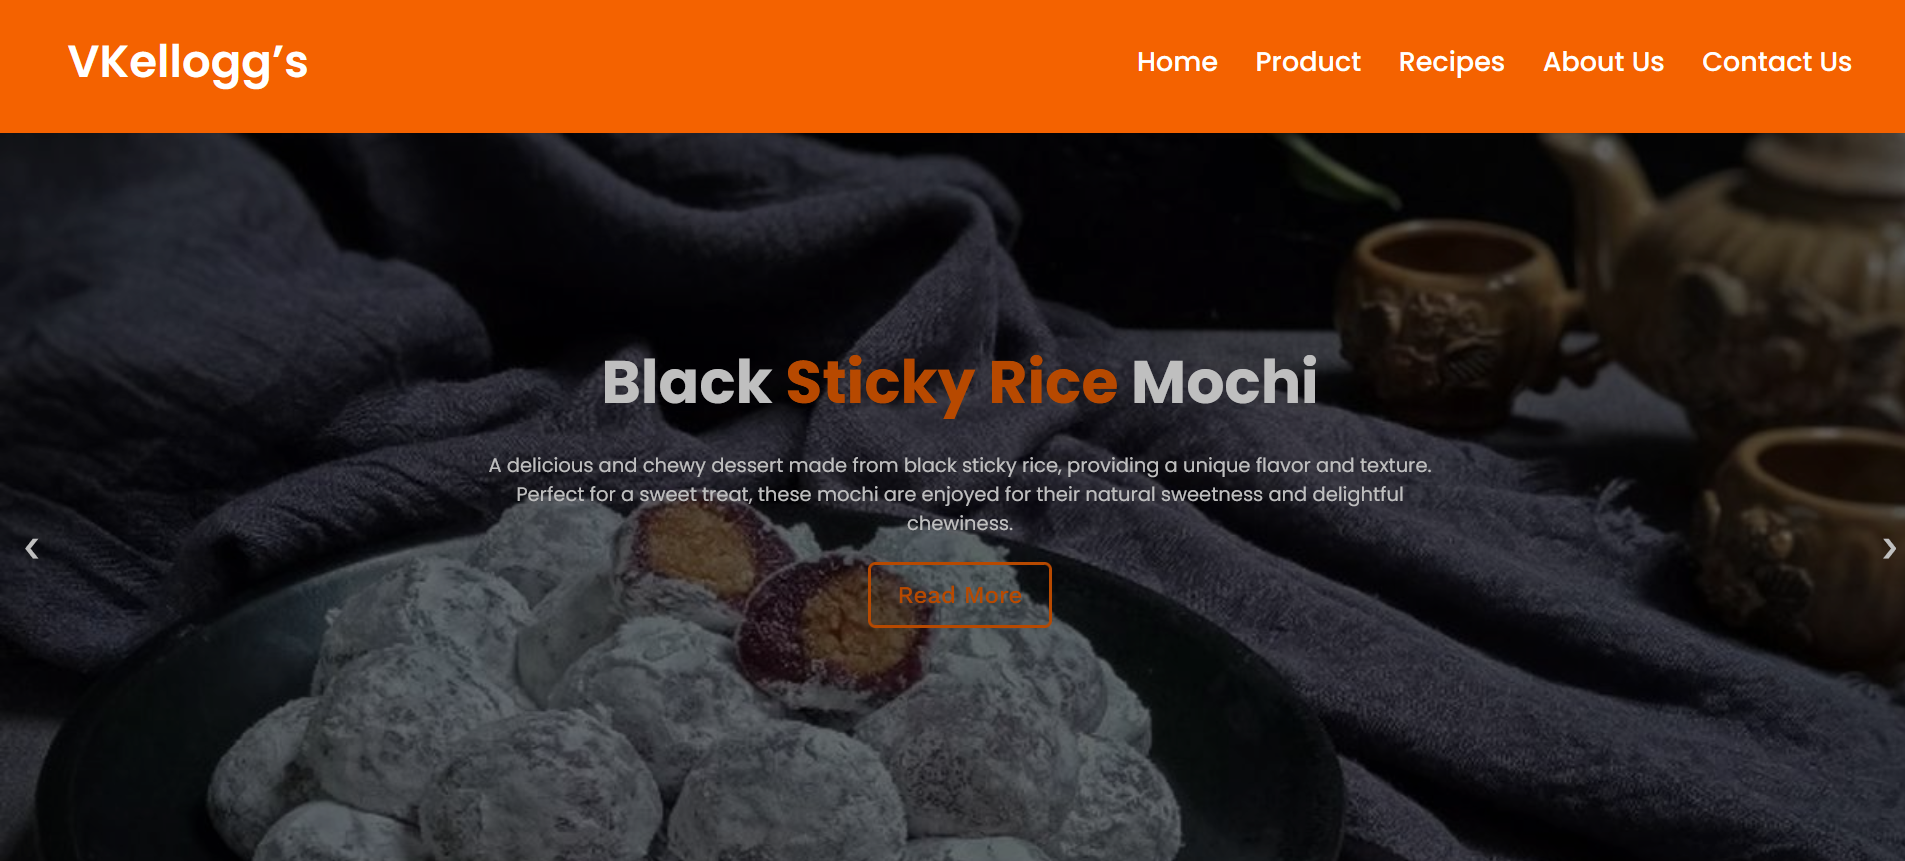 VKellogg’s
Home Product Recipes About Us Contact Us
Black Sticky Rice Mochi
A delicious and chewy dessert made from black sticky rice, providing a unique flavor and texture.
Perfect for a sweet treat, these mochi are enjoyed for their natural sweetness and delightful
chewiness.
❮ ❯
Read More